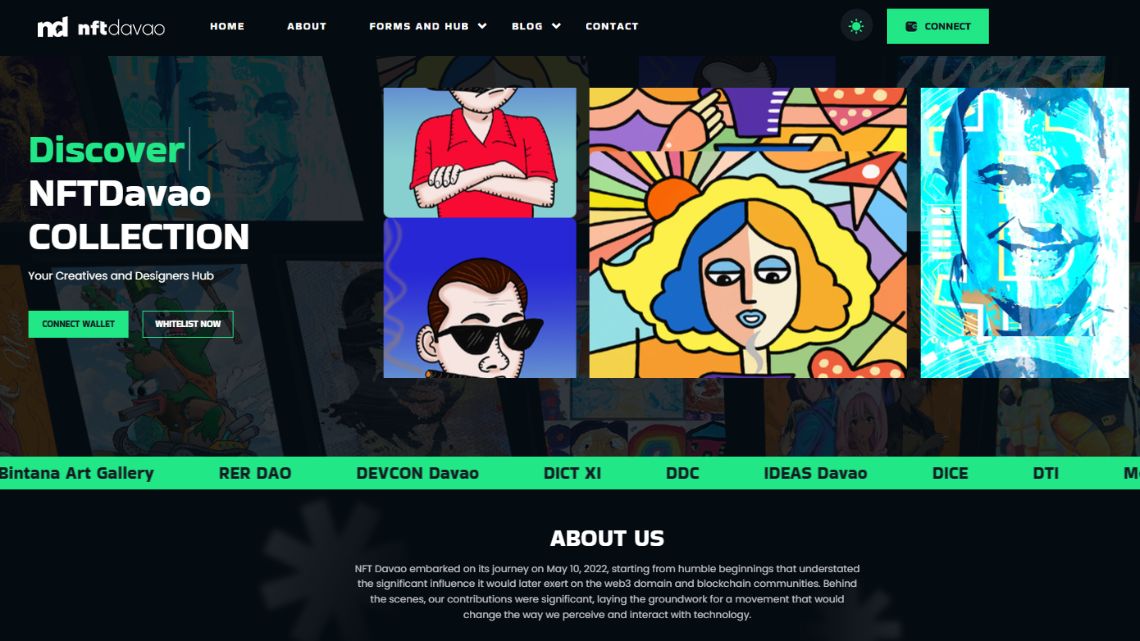 nd nftdavao
HOME ABOUT FORMS AND HUB BLOG CONTACT
CONNECT
Discover
NFTDavao
COLLECTION
Your Creatives and Designers Hub
CONNECT WALLET WHITELIST NOW
Bintana Art Gallery RER DAO DEVCON Davao DICT XI DDC IDEAS Davao DICE DTI
ABOUT US
NFT Davao embarked on its journey on May 10, 2022, starting from humble beginnings that understated
the significant influence it would later exert on the web3 domain and blockchain communities. Behind
the scenes, our contributions were significant, laying the groundwork for a movement that would
change the way we perceive and interact with technology.